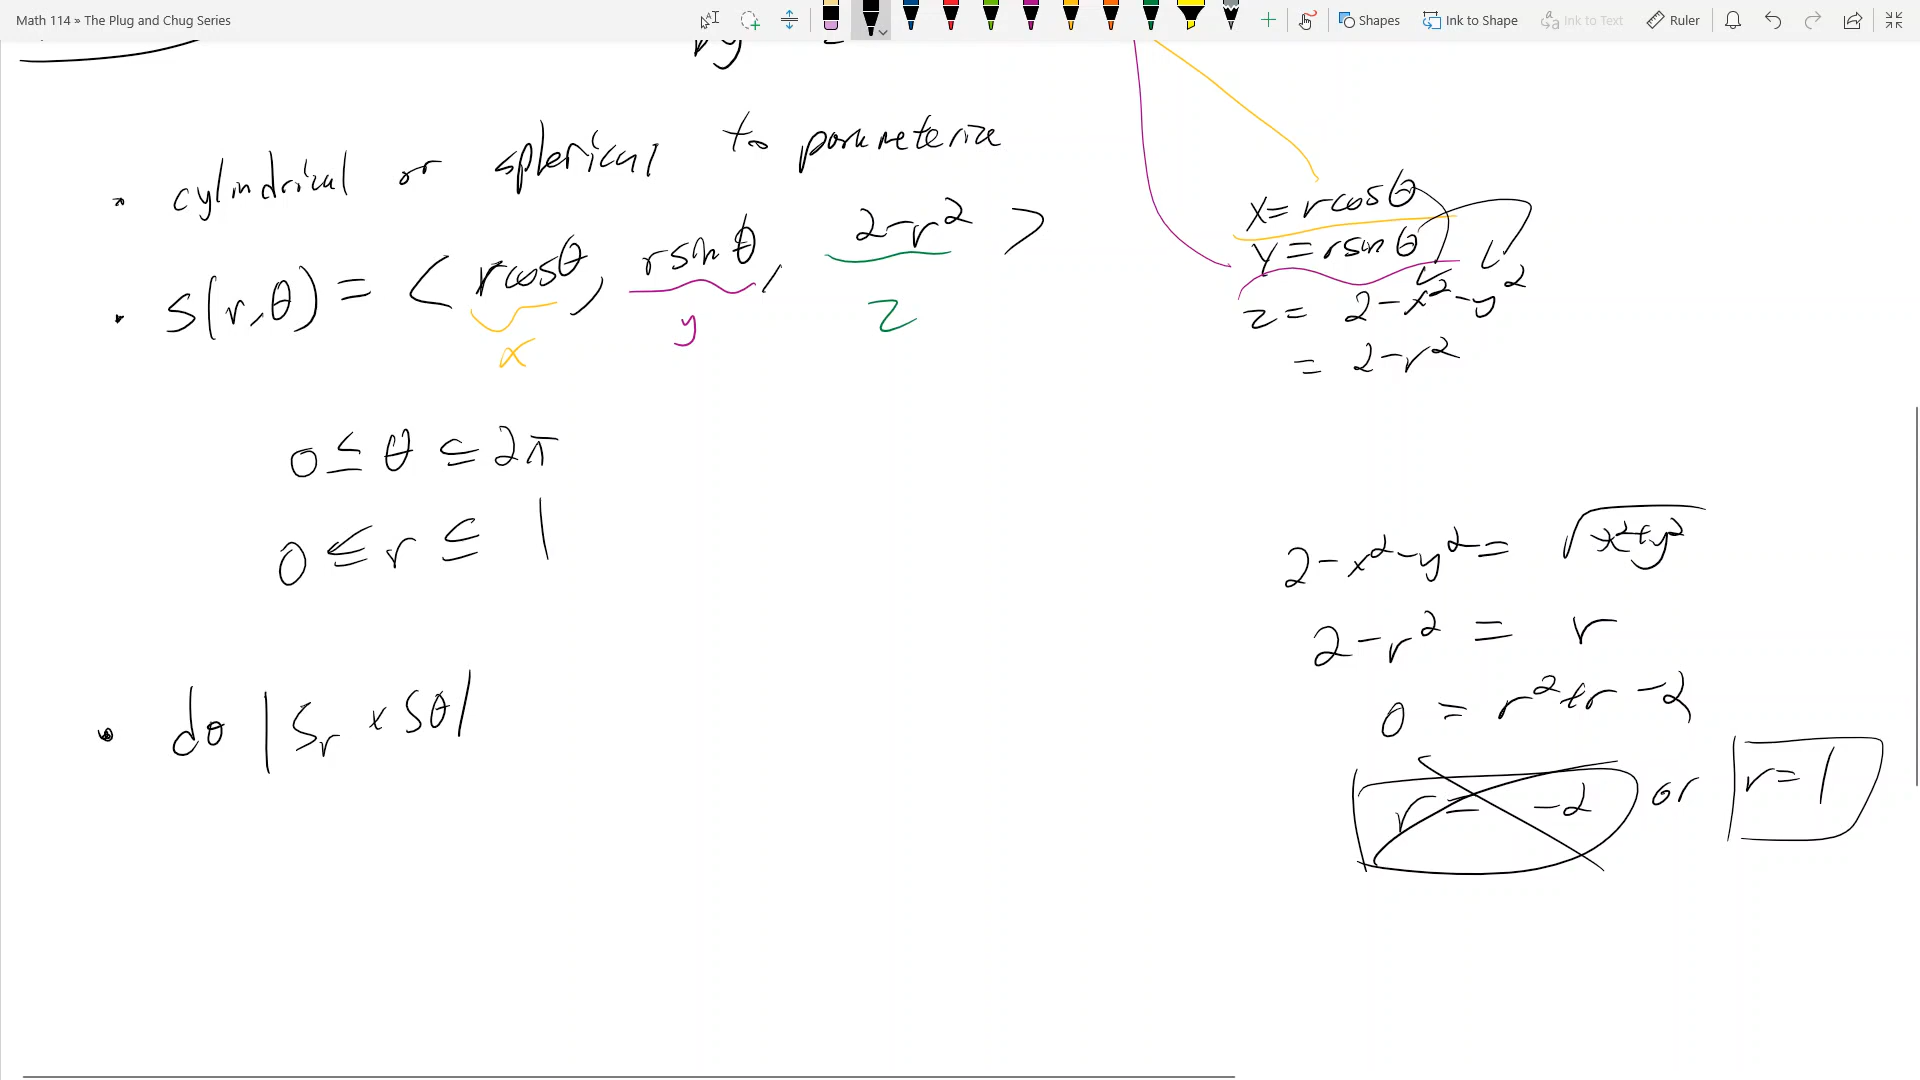 Math 114 » The Plug and Chug Series
Shapes
Ink to Shape
Ink to Text
Ruler
• cylindrical or spherical to parameterize
• S(r,θ) = < rcosθ, rsinθ, 2-r² >
x
y
z
x= rcosθ
y = rsinθ
z = 2-x²-y²
= 2-r²
0 ≤ θ ≤ 2π
0 ≤ r ≤ 1
2-x²-y² = √x²+y²
2-r² = r
0 = r²+r-2
r = -2 or r = 1
• do |Sr × Sθ|